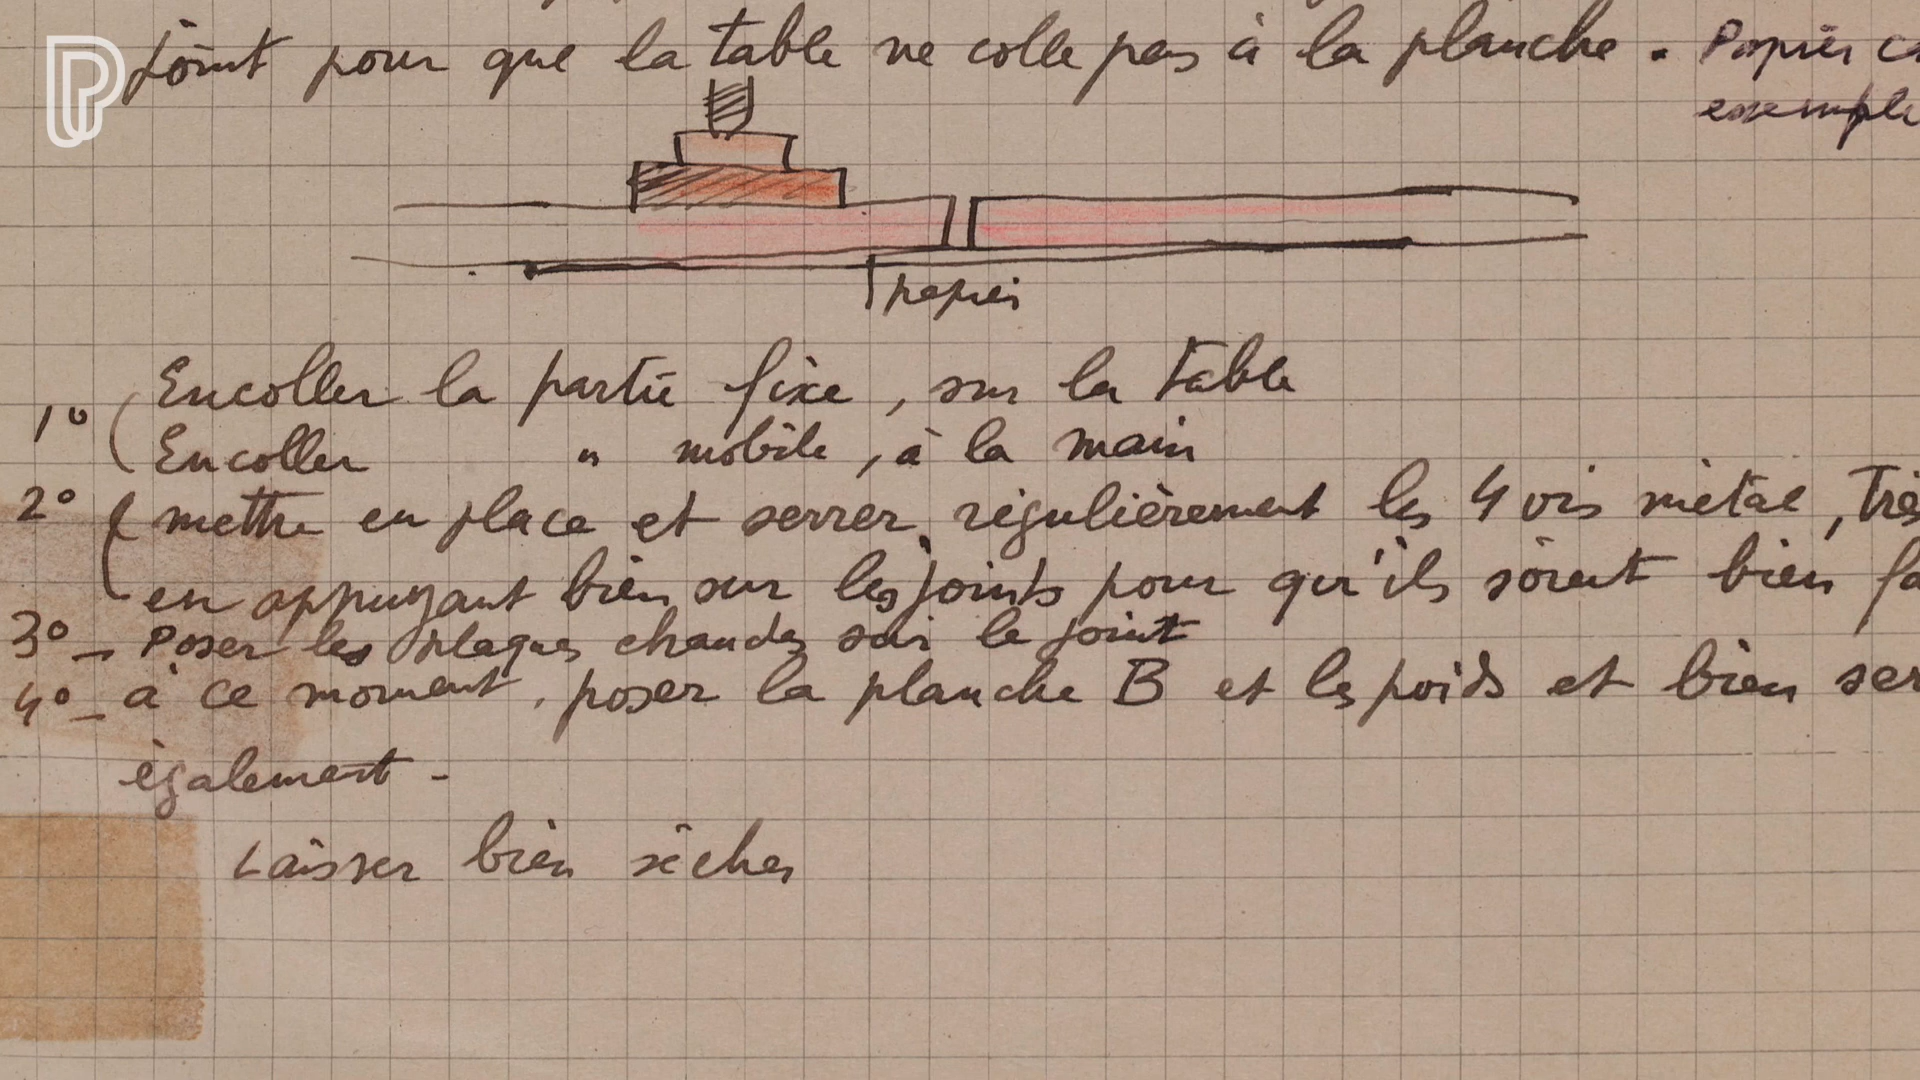 joint pour que la table ne colle pas à la planche. Papier
exemple
papier
1° Encoller la partie fixe, sur la table
Encoller " mobile, à la main
2° mettre en place et serrer régulièrement les 4 vis métal, Très
en appuyant bien sur les joints pour qu'ils soient bien
3° - Poser les plaques chaudes sur le joint
4° - à ce moment, poser la planche B et les poids et bien ser
également -
Laisser bien sécher